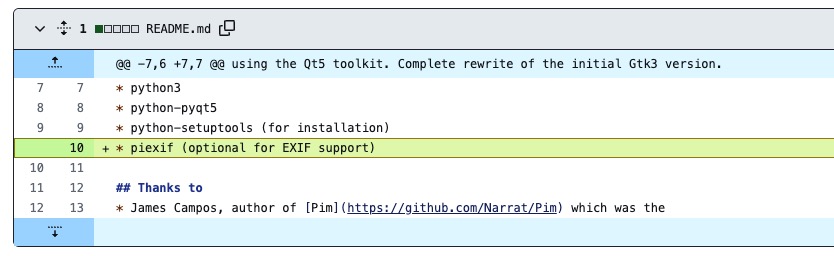 1 README.md
@@ -7,6 +7,7 @@ using the Qt5 toolkit. Complete rewrite of the initial Gtk3 version.
7 7 * python3
8 8 * python-pyqt5
9 9 * python-setuptools (for installation)
10 + * piexif (optional for EXIF support)
10 11
11 12 ## Thanks to
12 13 * James Campos, author of [Pim](https://github.com/Narrat/Pim) which was the